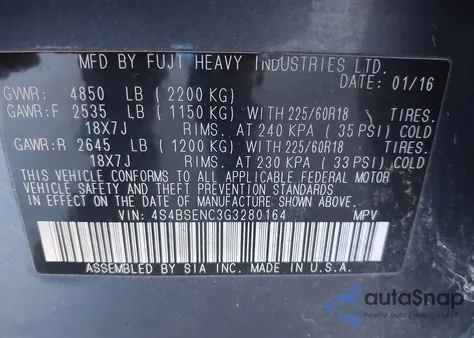 MFD BY FUJI HEAVY INDUSTRIES LTD.
DATE: 01/16
GVWR: 4850 LB (2200 KG)
GAWR:F 2535 LB (1150 KG) WITH 225/60R18 TIRES.
18X7J RIMS. AT 240 KPA (35 PSI) COLD
GAWR:R 2645 LB (1200 KG) WITH 225/60R18 TIRES.
18X7J RIMS. AT 230 KPA (33 PSI) COLD
THIS VEHICLE CONFORMS TO ALL APPLICABLE FEDERAL MOTOR
VEHICLE SAFETY AND THEFT PREVENTION STANDARDS IN EFFECT
ON THE DATE OF MANUFACTURE SHOWN ABOVE.
VIN: 4S4BSENC3G3280164 MPV
ASSEMBLED BY SIA INC. MADE IN U.S.A.
autoSnap